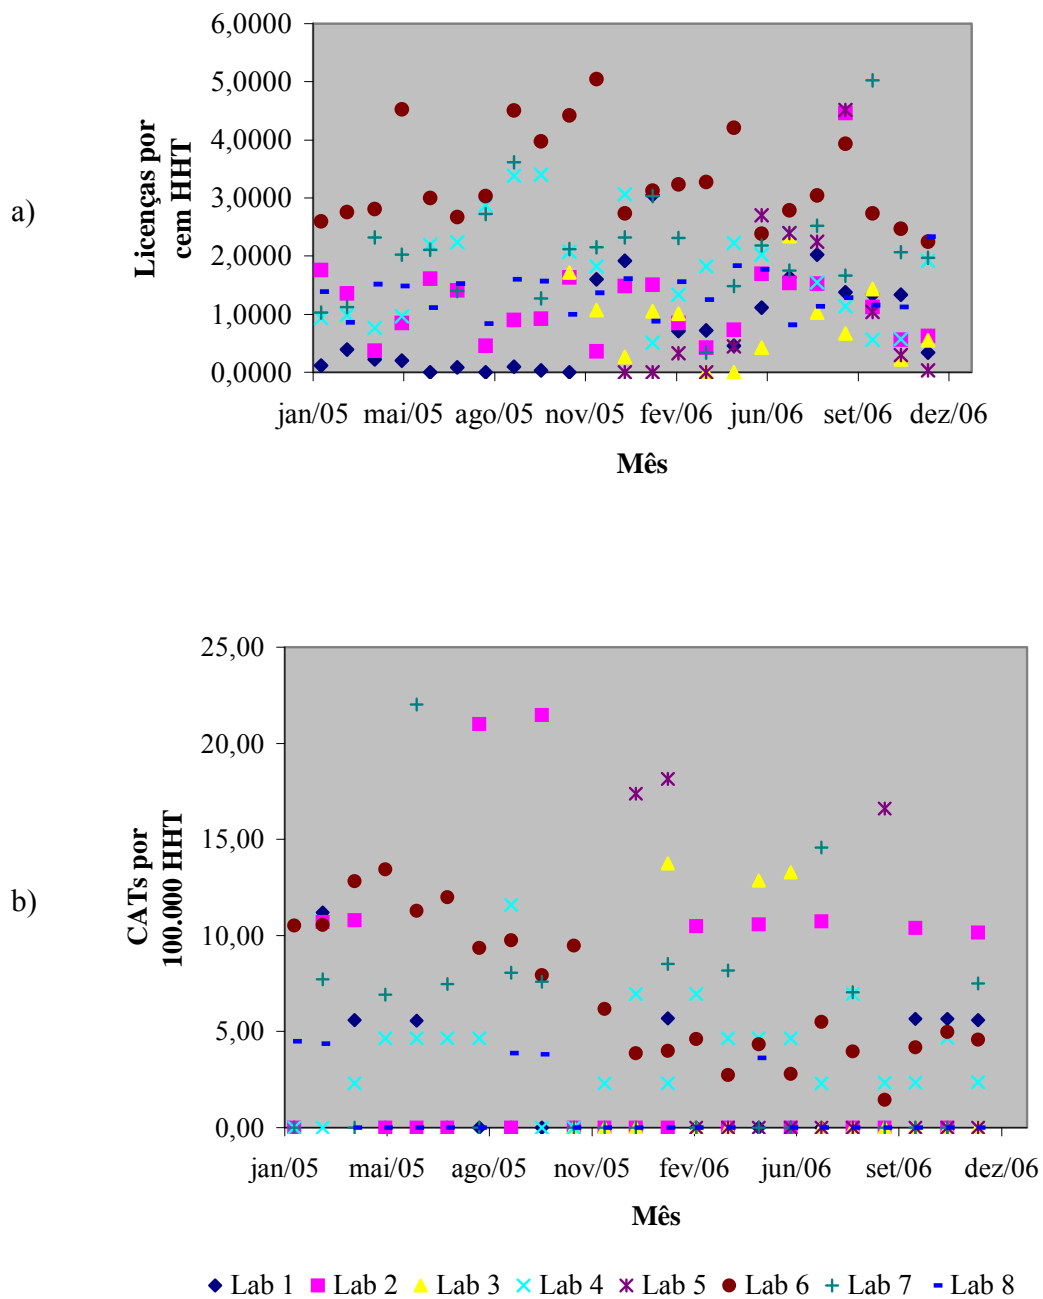 a)
Licenças por
cem HHT
6,0000
5,0000
4,0000
3,0000
2,0000
1,0000
0,0000
jan/05 mai/05 ago/05 nov/05 fev/06 jun/06 set/06 dez/06
Mês
b)
CATs por
100.000 HHT
25,00
20,00
15,00
10,00
5,00
0,00
jan/05 mai/05 ago/05 nov/05 fev/06 jun/06 set/06 dez/06
Mês
Lab 1 Lab 2 Lab 3 Lab 4 Lab 5 Lab 6 Lab 7 Lab 8